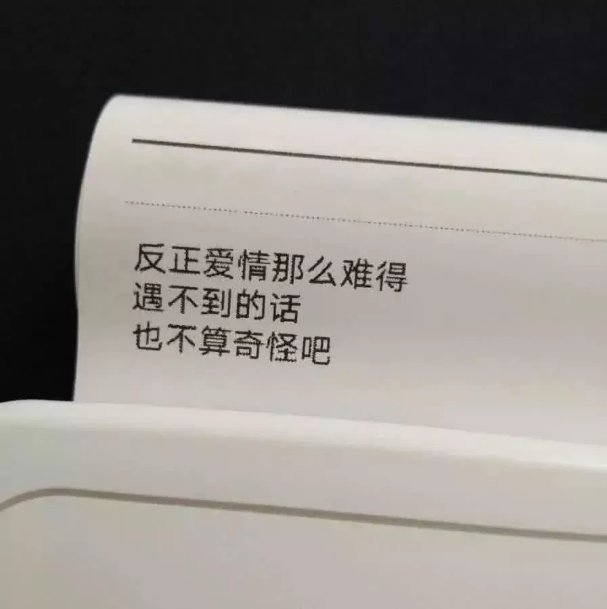 反正爱情那么难得
遇不到的话
也不算奇怪吧